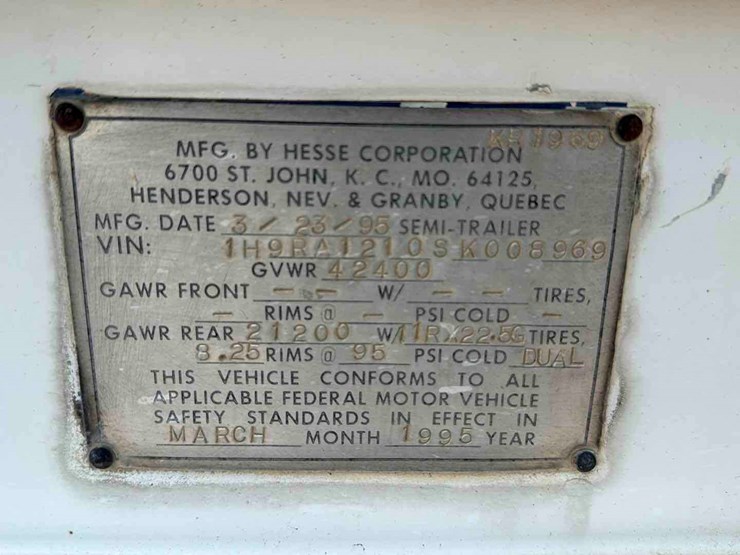 MFG. BY HESSE CORPORATION
6700 ST. JOHN, K. C., MO. 64125,
HENDERSON, NEV. & GRANBY, QUEBEC
MFG. DATE 3 / 23 / 95 SEMI-TRAILER
VIN: 1H9RA1210SK008969
GVWR 42400
GAWR FRONT - - W/ - - TIRES,
- RIMS @ - PSI COLD -
GAWR REAR 21200 W/11RX22.5G TIRES,
8.25 RIMS @ 95 PSI COLD DUAL
THIS VEHICLE CONFORMS TO ALL
APPLICABLE FEDERAL MOTOR VEHICLE
SAFETY STANDARDS IN EFFECT IN
MARCH MONTH 1995 YEAR